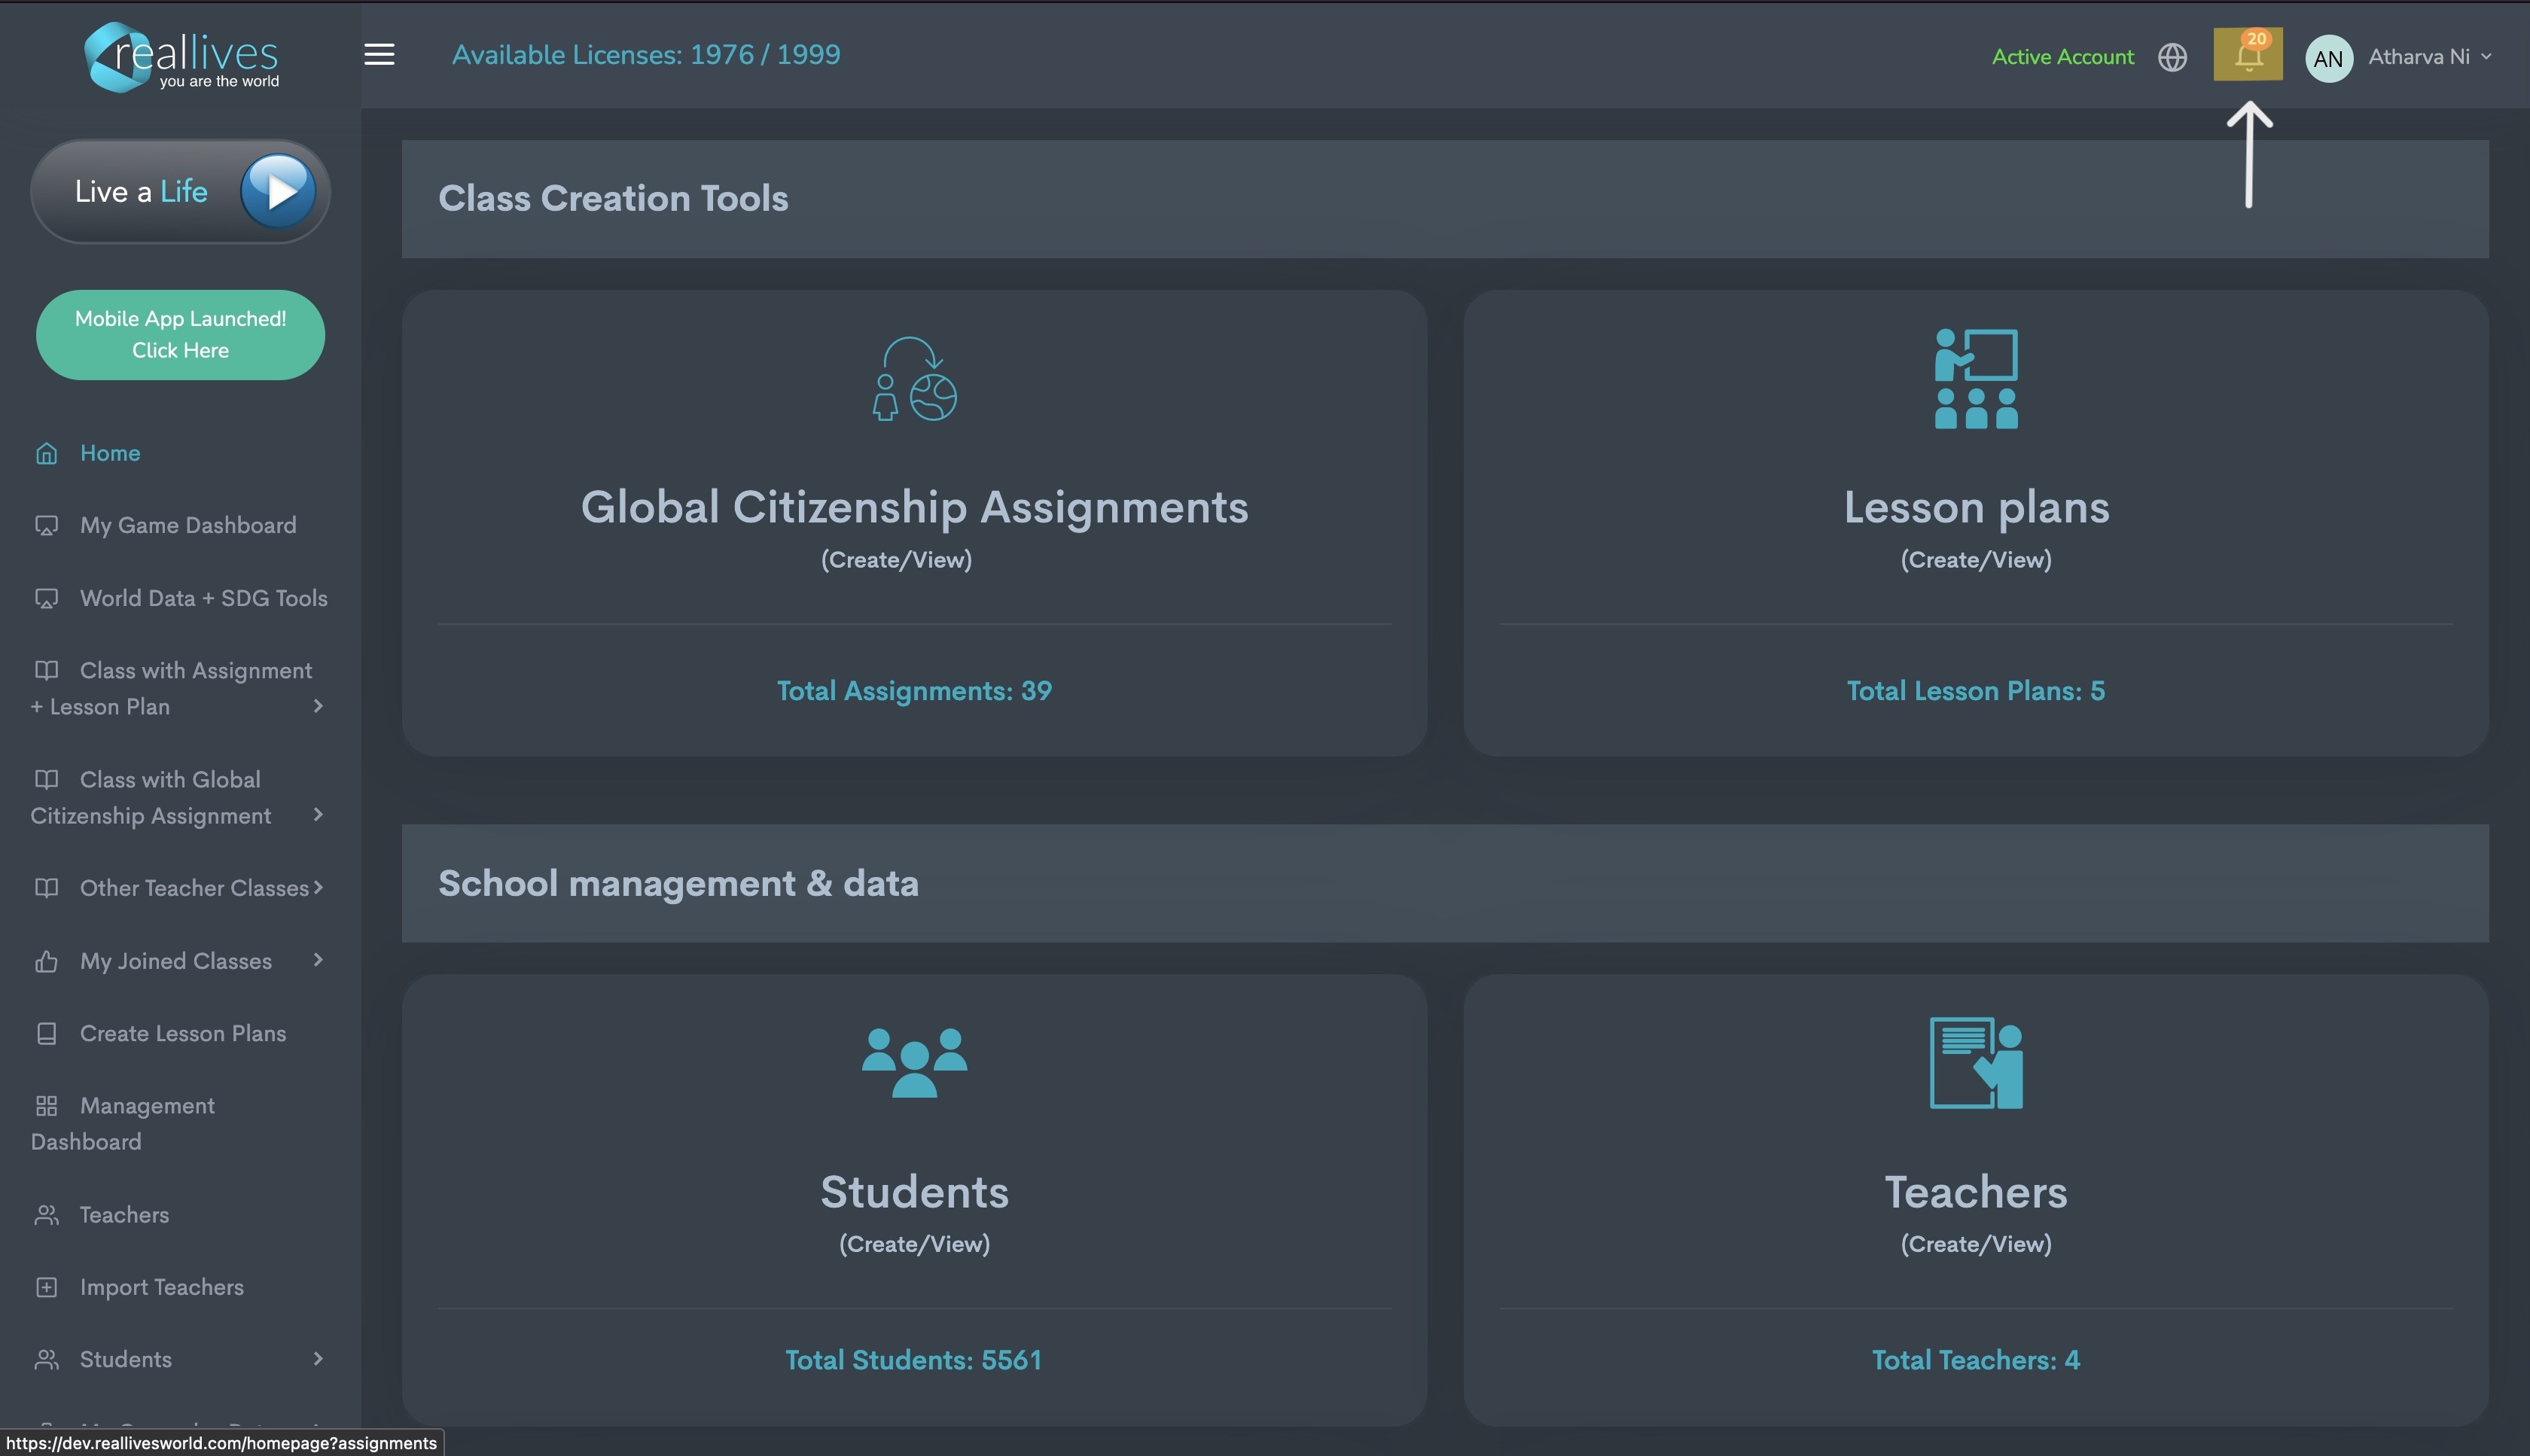 reallives
you are the world
Available Licenses: 1976 / 1999
Active Account
20
AN
Atharva Ni
Live a Life
Mobile App Launched!
Click Here
Home
My Game Dashboard
World Data + SDG Tools
Class with Assignment
+ Lesson Plan
Class with Global
Citizenship Assignment
Other Teacher Classes
My Joined Classes
Create Lesson Plans
Management
Dashboard
Teachers
Import Teachers
Students
Class Creation Tools
Global Citizenship Assignments
(Create/View)
Total Assignments: 39
Lesson plans
(Create/View)
Total Lesson Plans: 5
School management & data
Students
(Create/View)
Total Students: 5561
Teachers
(Create/View)
Total Teachers: 4
https://dev.reallivesworld.com/homepage?assignments